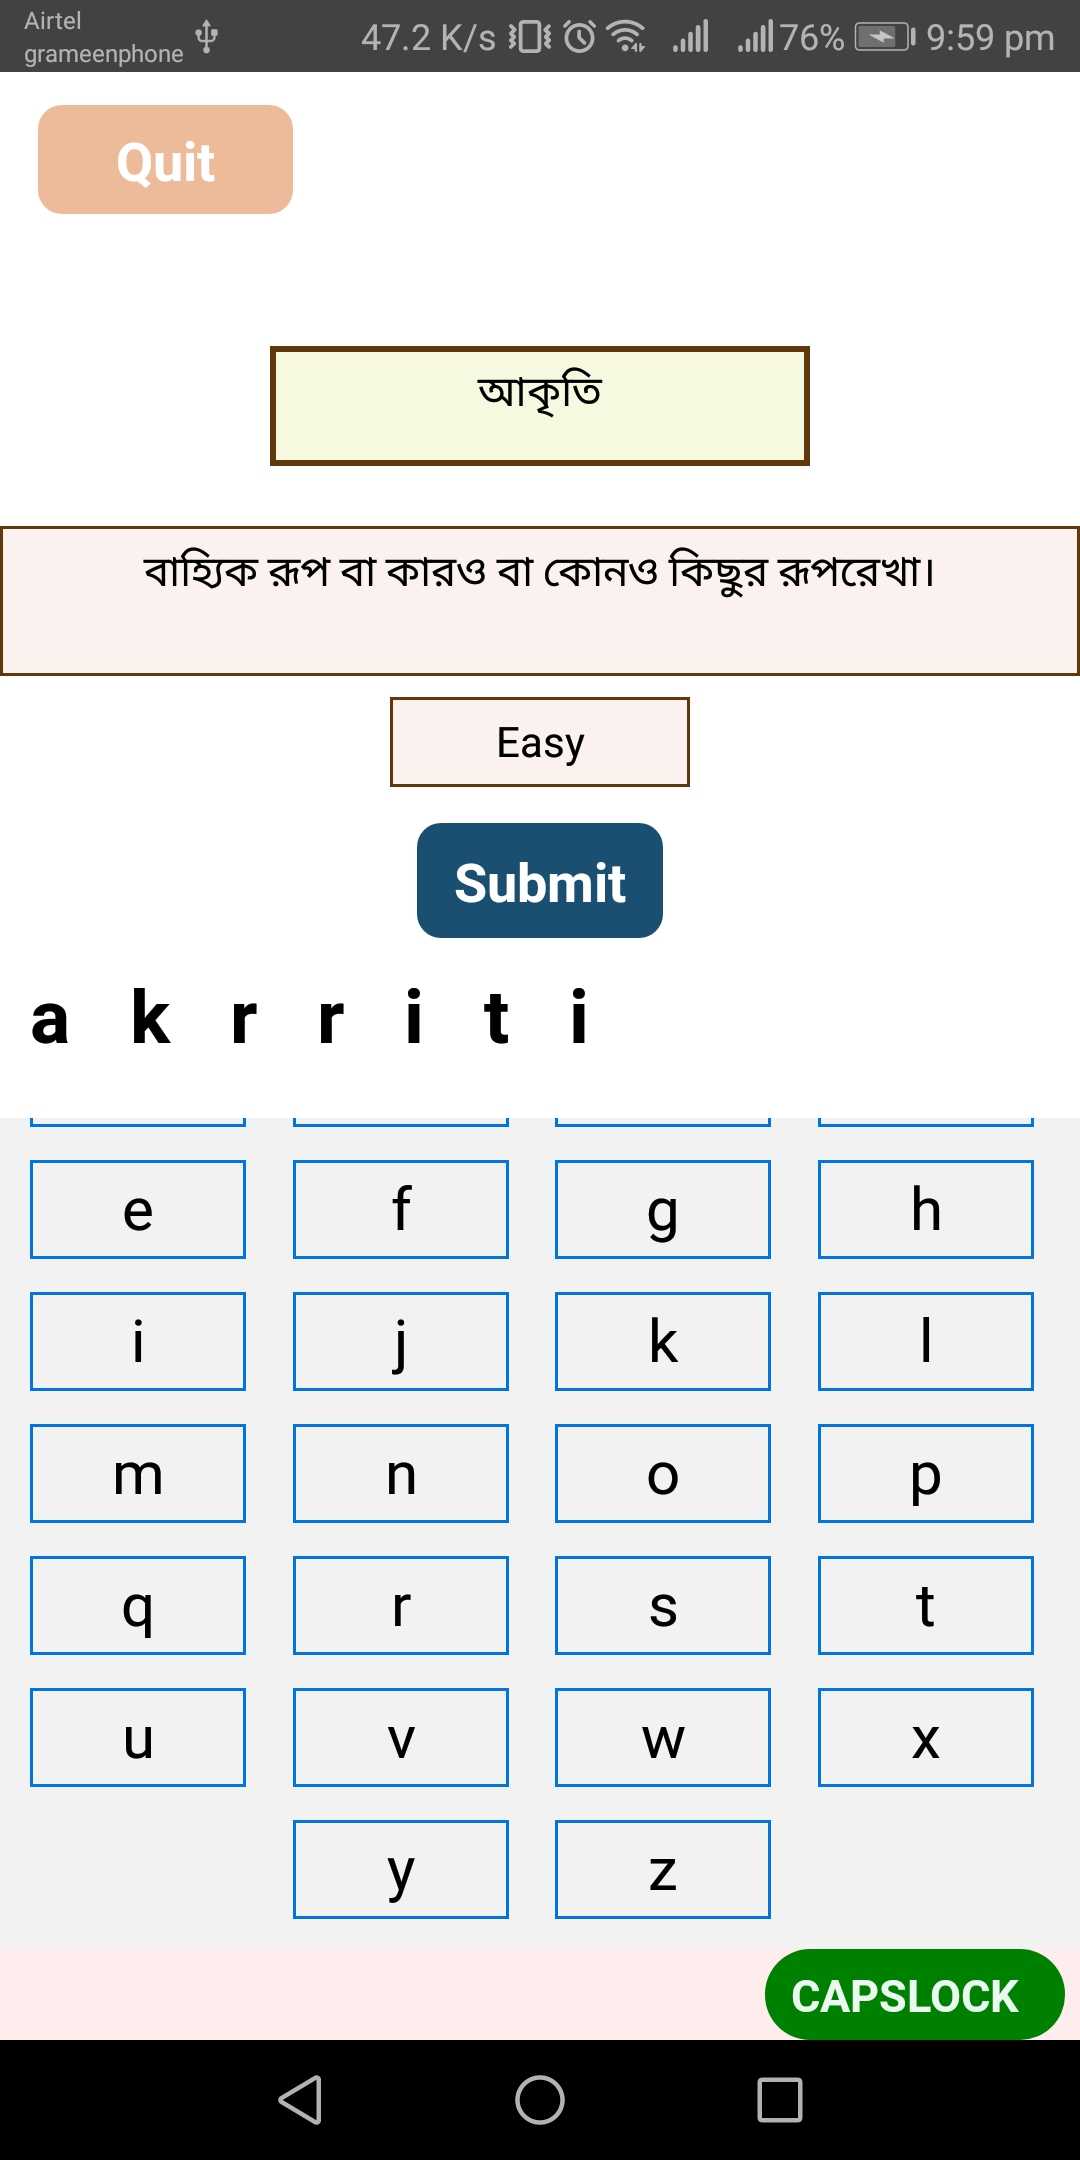 Airtel
grameenphone
47.2 K/s 76% 9:59 pm
Quit
আকৃতি
বাহ্যিক রূপ বা কারও বা কোনও কিছুর রূপরেখা।
Easy
Submit
a k r r i t i
e f g h
i j k l
m n o p
q r s t
u v w x
y z
CAPSLOCK